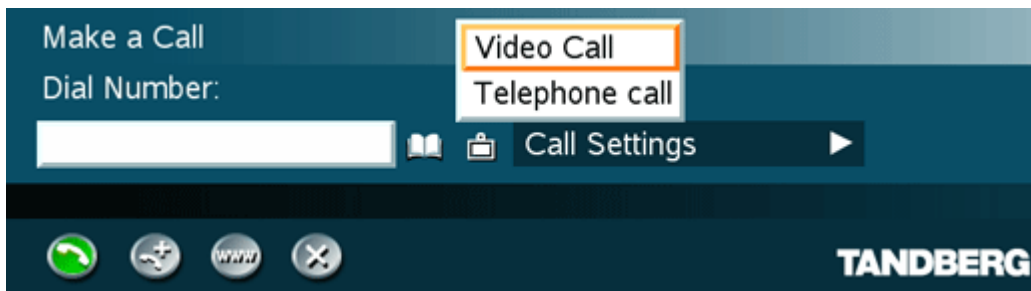 Make a Call
Video Call
Dial Number:
Telephone call
Call Settings
www
TANDBERG